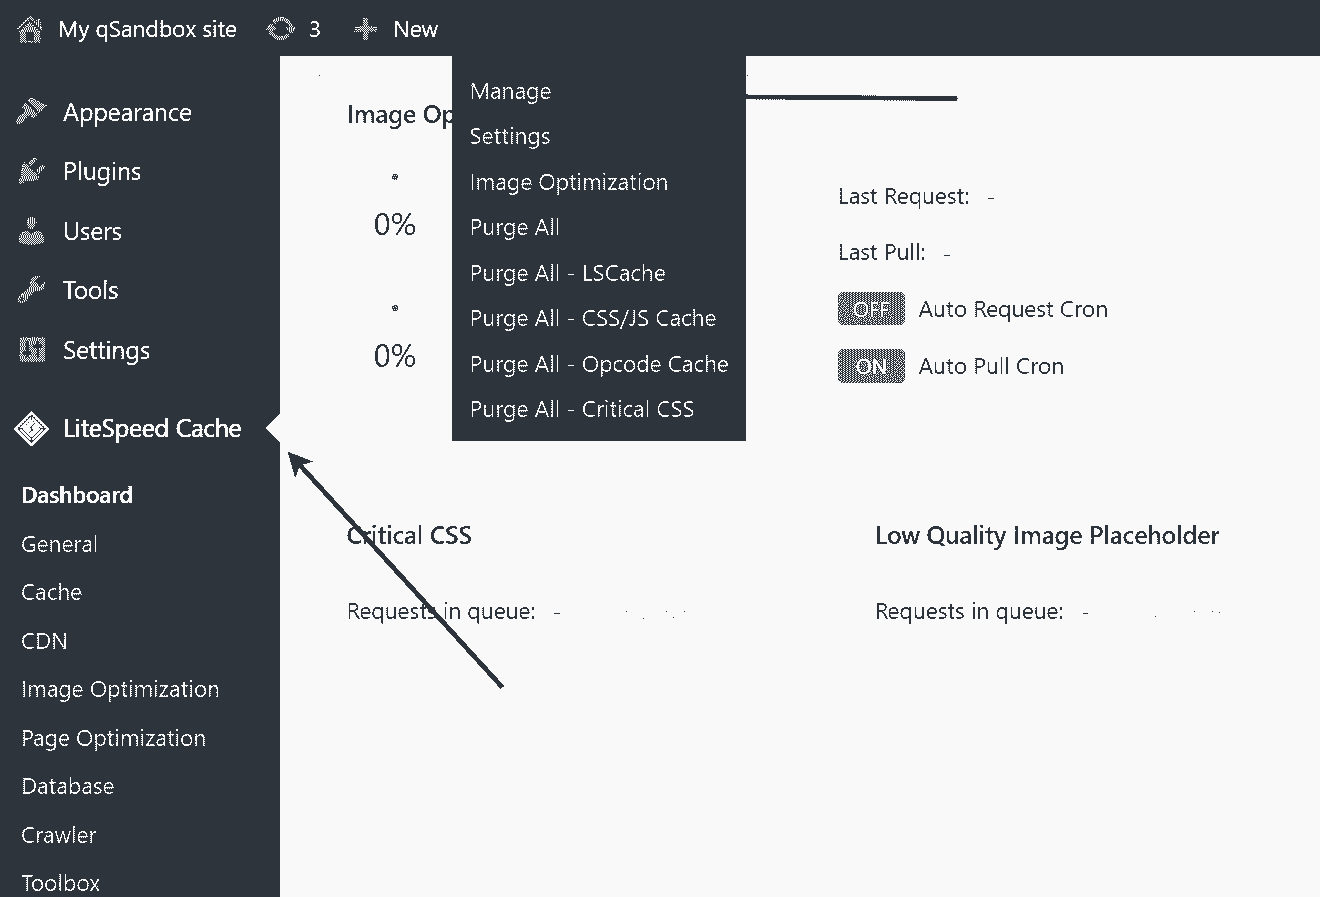 My qSandbox site 3 New
Appearance
Plugins
Users
Tools
Settings
LiteSpeed Cache
Dashboard
General
Cache
CDN
Image Optimization
Page Optimization
Database
Crawler
Toolbox
Manage
Settings
Image Optimization
Purge All
Purge All - LSCache
Purge All - CSS/JS Cache
Purge All - Opcode Cache
Purge All - Critical CSS
Image Op
0%
0%
Last Request: -
Last Pull: -
OFF Auto Request Cron
ON Auto Pull Cron
Critical CSS
Requests in queue: -
Low Quality Image Placeholder
Requests in queue: -